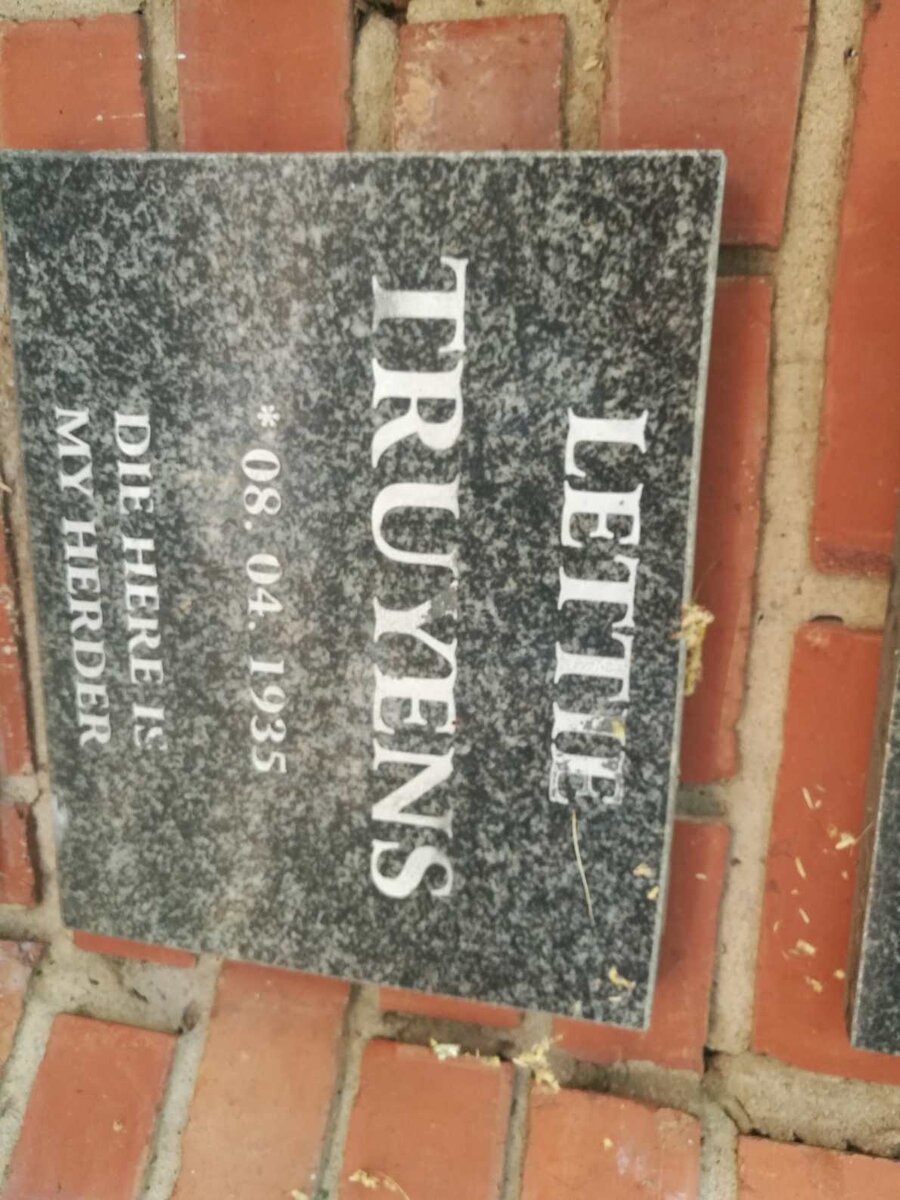 LETTIE
TRUYENS
* 08. 04. 1935
DIE HERE IS
MY HERDER